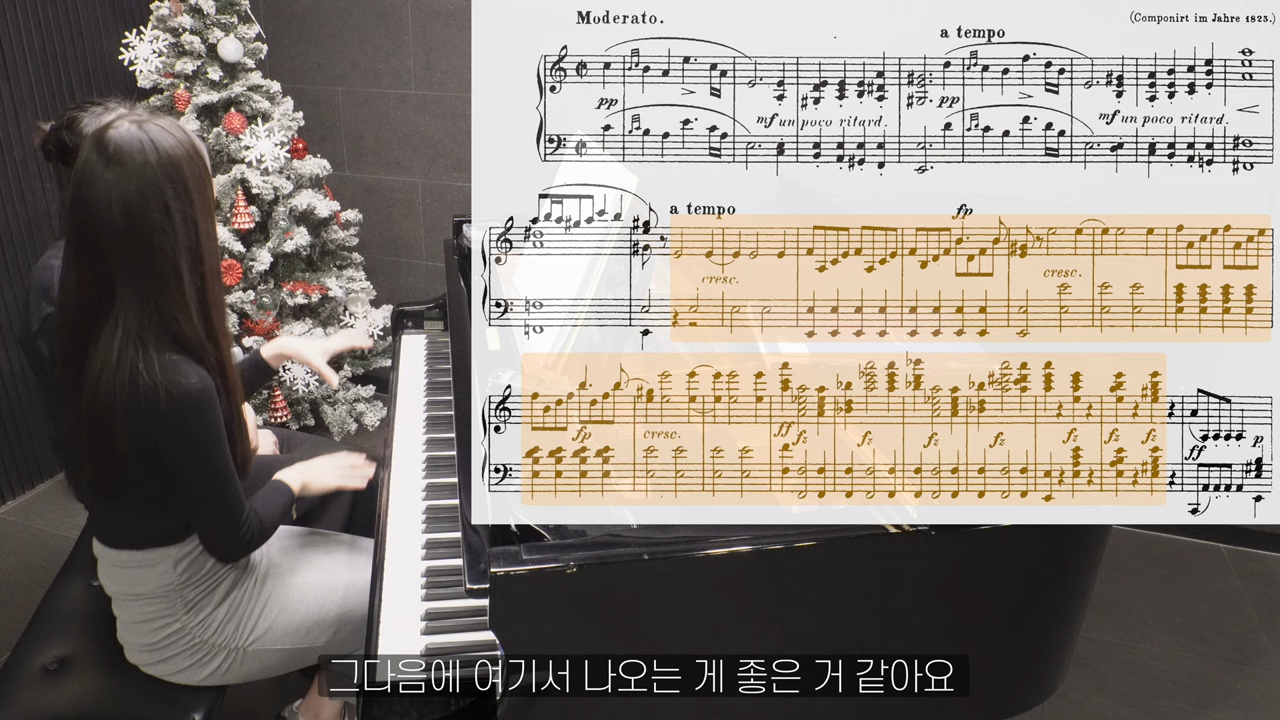 Moderato.
(Componirt im Jahre 1825.)
a tempo
pp
mf un poco ritard.
pp
mf un poco ritard.
a tempo
fp
cresc.
cresc.
fp
cresc.
ff
fz
fz
fz
fz
fz
fz
fz
ff
p
그다음에 여기서 나오는 게 좋은 거 같아요